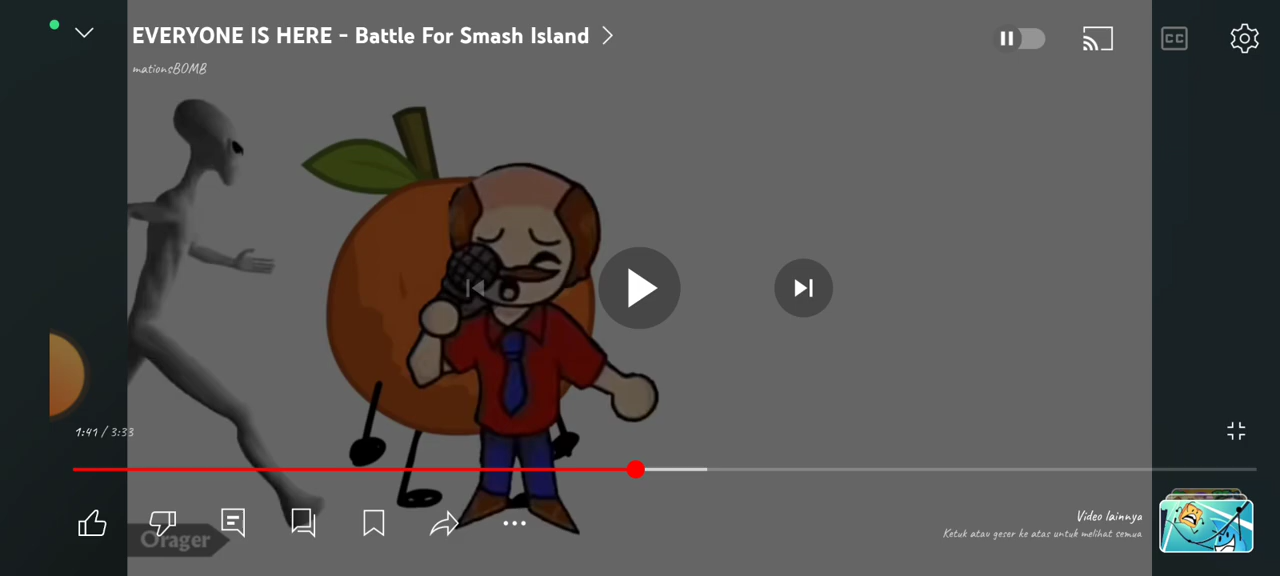 EVERYONE IS HERE - Battle For Smash Island
mationsBOMB
CC
1:41 / 3:33
Orager
Video lainnya
Ketuk atau geser ke atas untuk melihat semua